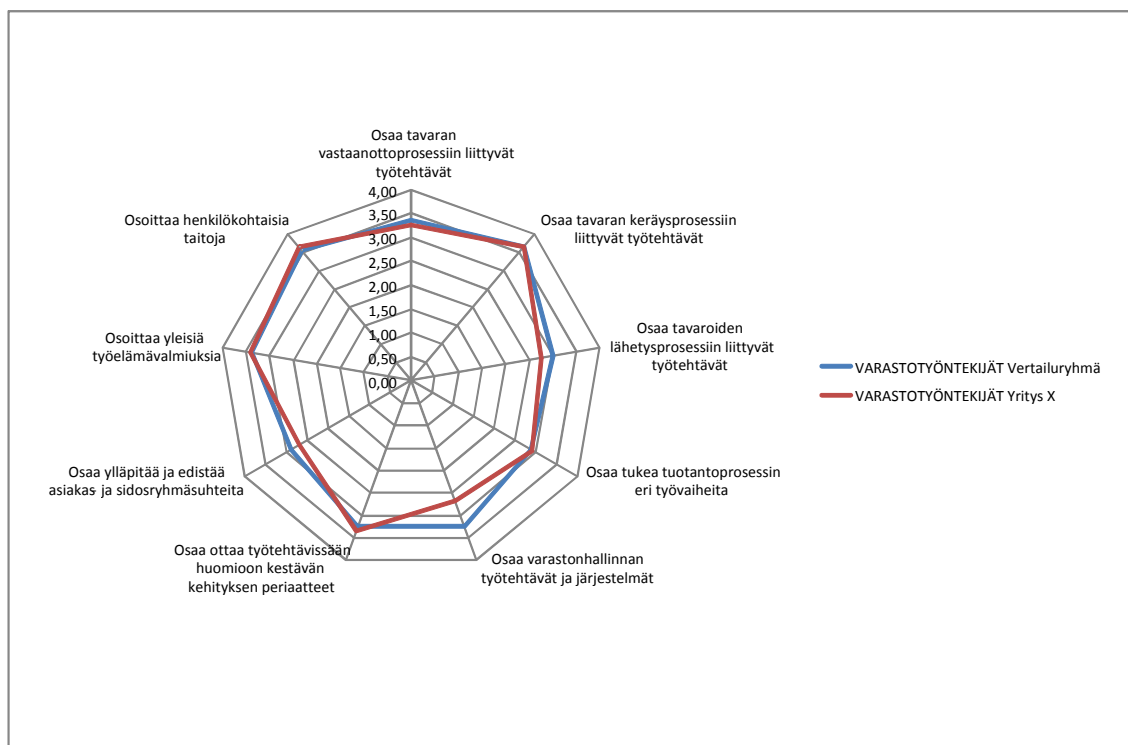 Osaa tavaran
vastaanottoprosessiin liittyvät
työtehtävät
Osoittaa henkilökohtaisia
taitoja
Osaa tavaran keräysprosessiin
liittyvät työtehtävät
4,00
3,50
3,00
2,50
2,00
1,50
1,00
0,50
0,00
Osoittaa yleisiä
työelämävalmiuksia
Osaa tavaroiden
lähetysprosessiin liittyvät
työtehtävät
VARASTOTYÖNTEKIJÄT Vertailuryhmä
VARASTOTYÖNTEKIJÄT Yritys X
Osaa ylläpitää ja edistää
asiakas- ja sidosryhmäsuhteita
Osaa tukea tuotantoprosessin
eri työvaiheita
Osaa ottaa työtehtävissään
huomioon kestävän
kehityksen periaatteet
Osaa varastonhallinnan
työtehtävät ja järjestelmät